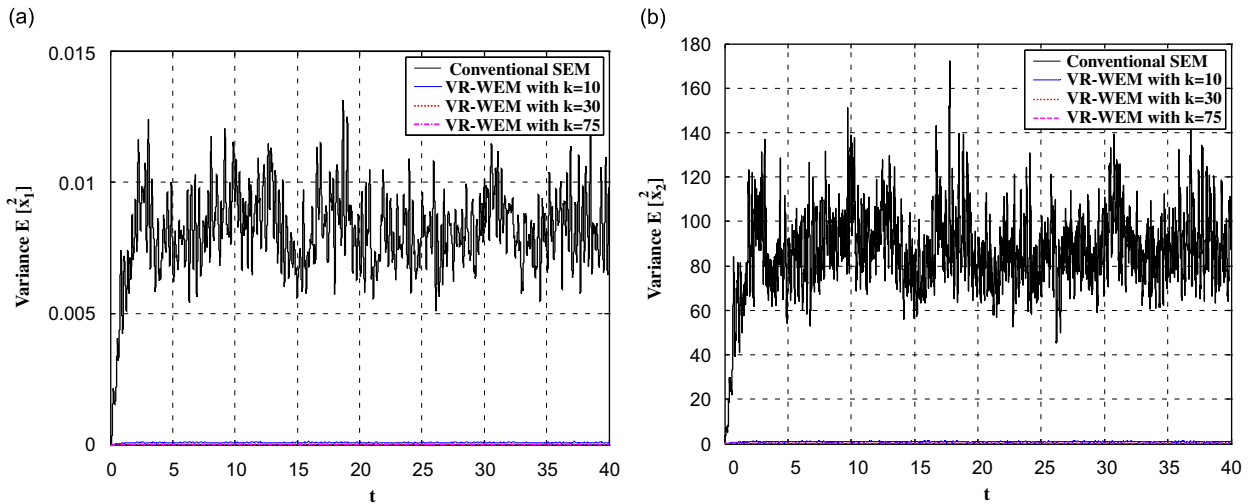 (a)
0.015
0.01
0.005
0
Variance E [x₁²]
Conventional SEM
VR-WEM with k=10
VR-WEM with k=30
VR-WEM with k=75
0 5 10 15 20 25 30 35 40
t
(b)
180
160
140
120
100
80
60
40
20
0
Variance E [x₂²]
Conventional SEM
VR-WEM with k=10
VR-WEM with k=30
VR-WEM with k=75
0 5 10 15 20 25 30 35 40
t